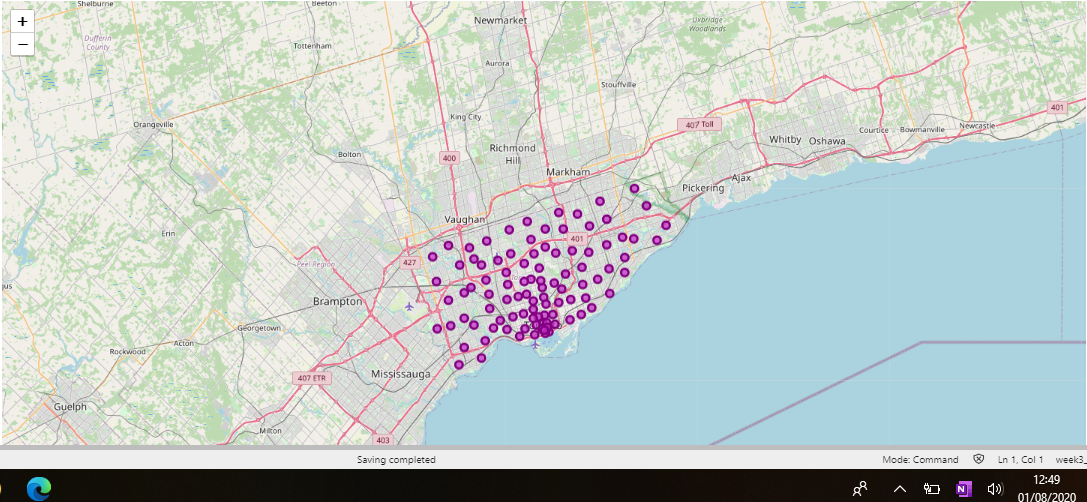 +
−
Shelburne
Beeton
Newmarket
Uxbridge
Woodlands
Dufferin
County
Tottenham
Aurora
Stouffville
King City
Orangeville
Bolton
400
Richmond
Hill
407 Toll
401
Whitby
Oshawa
Courtice
Bowmanville
Newcastle
Markham
Pickering
Ajax
Vaughan
Erin
401
Peel Region
427
Brampton
Georgetown
Acton
Rockwood
407 ETR
Mississauga
Guelph
Milton
403
Saving completed
Mode: Command
Ln 1, Col 1
week3_
12:49
01/08/2020